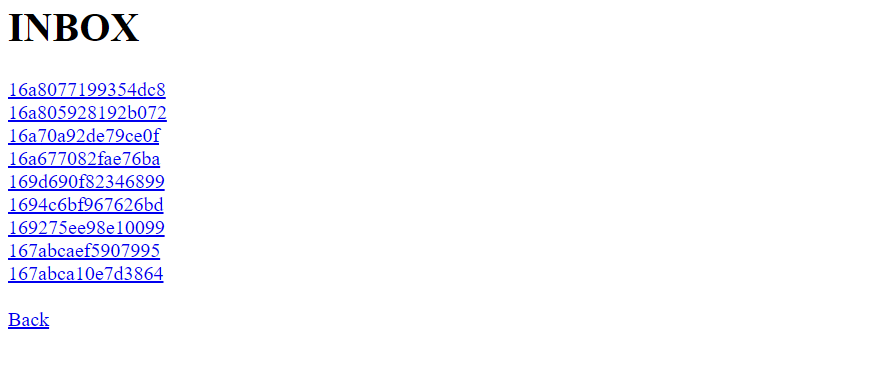 INBOX
16a8077199354dc8
16a805928192b072
16a70a92de79ce0f
16a677082fae76ba
169d690f82346899
1694c6bf967626bd
169275ee98e10099
167abcaef5907995
167abca10e7d3864
Back